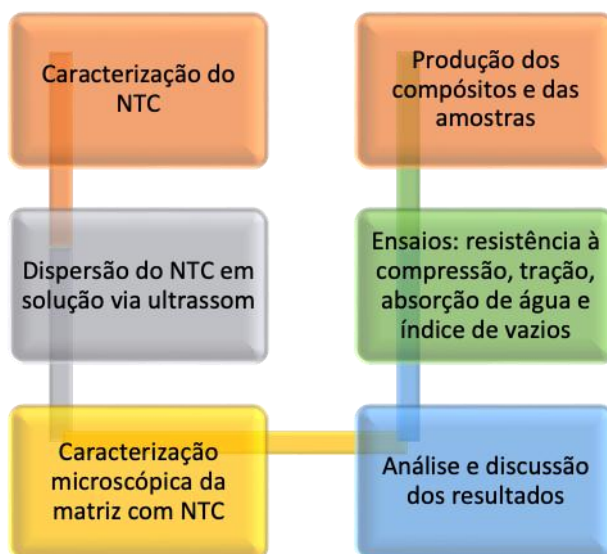 Caracterização do
NTC
Dispersão do NTC em
solução via ultrassom
Caracterização
microscópica da
matriz com NTC
Produção dos
compósitos e das
amostras
Ensaios: resistência à
compressão, tração,
absorção de água e
índice de vazios
Análise e discussão
dos resultados